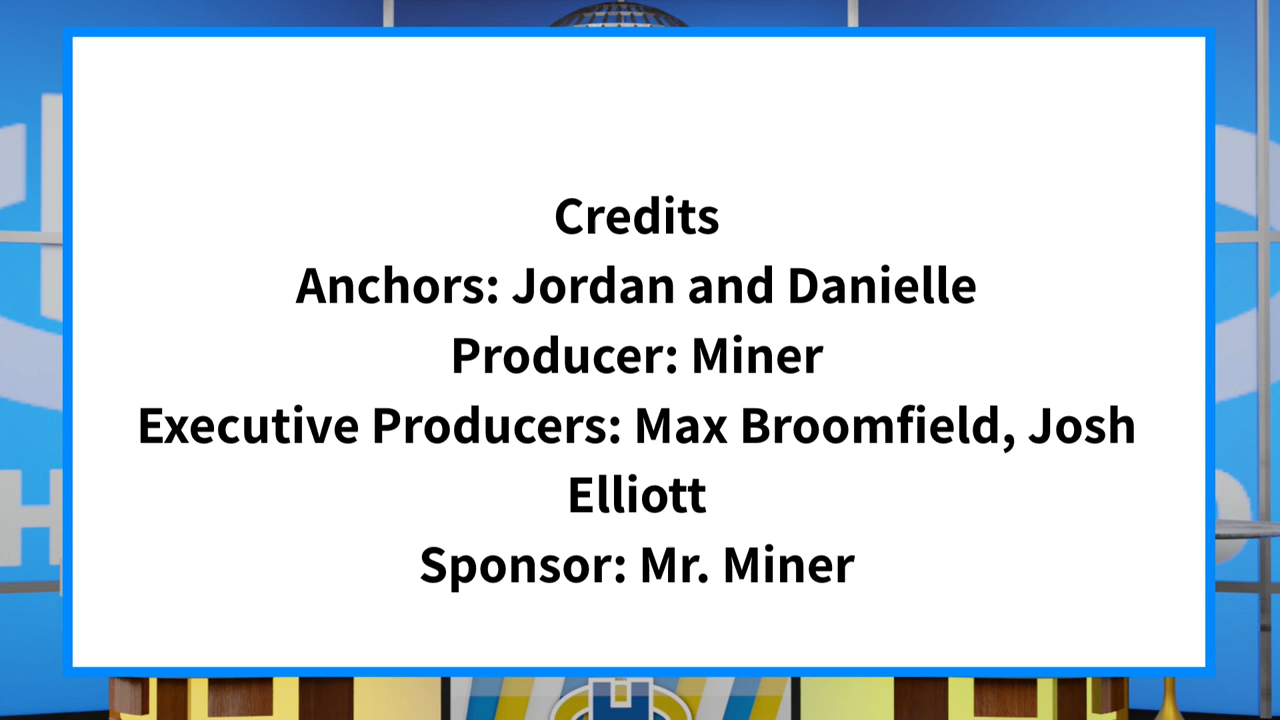 Credits
Anchors: Jordan and Danielle
Producer: Miner
Executive Producers: Max Broomfield, Josh
Elliott
Sponsor: Mr. Miner